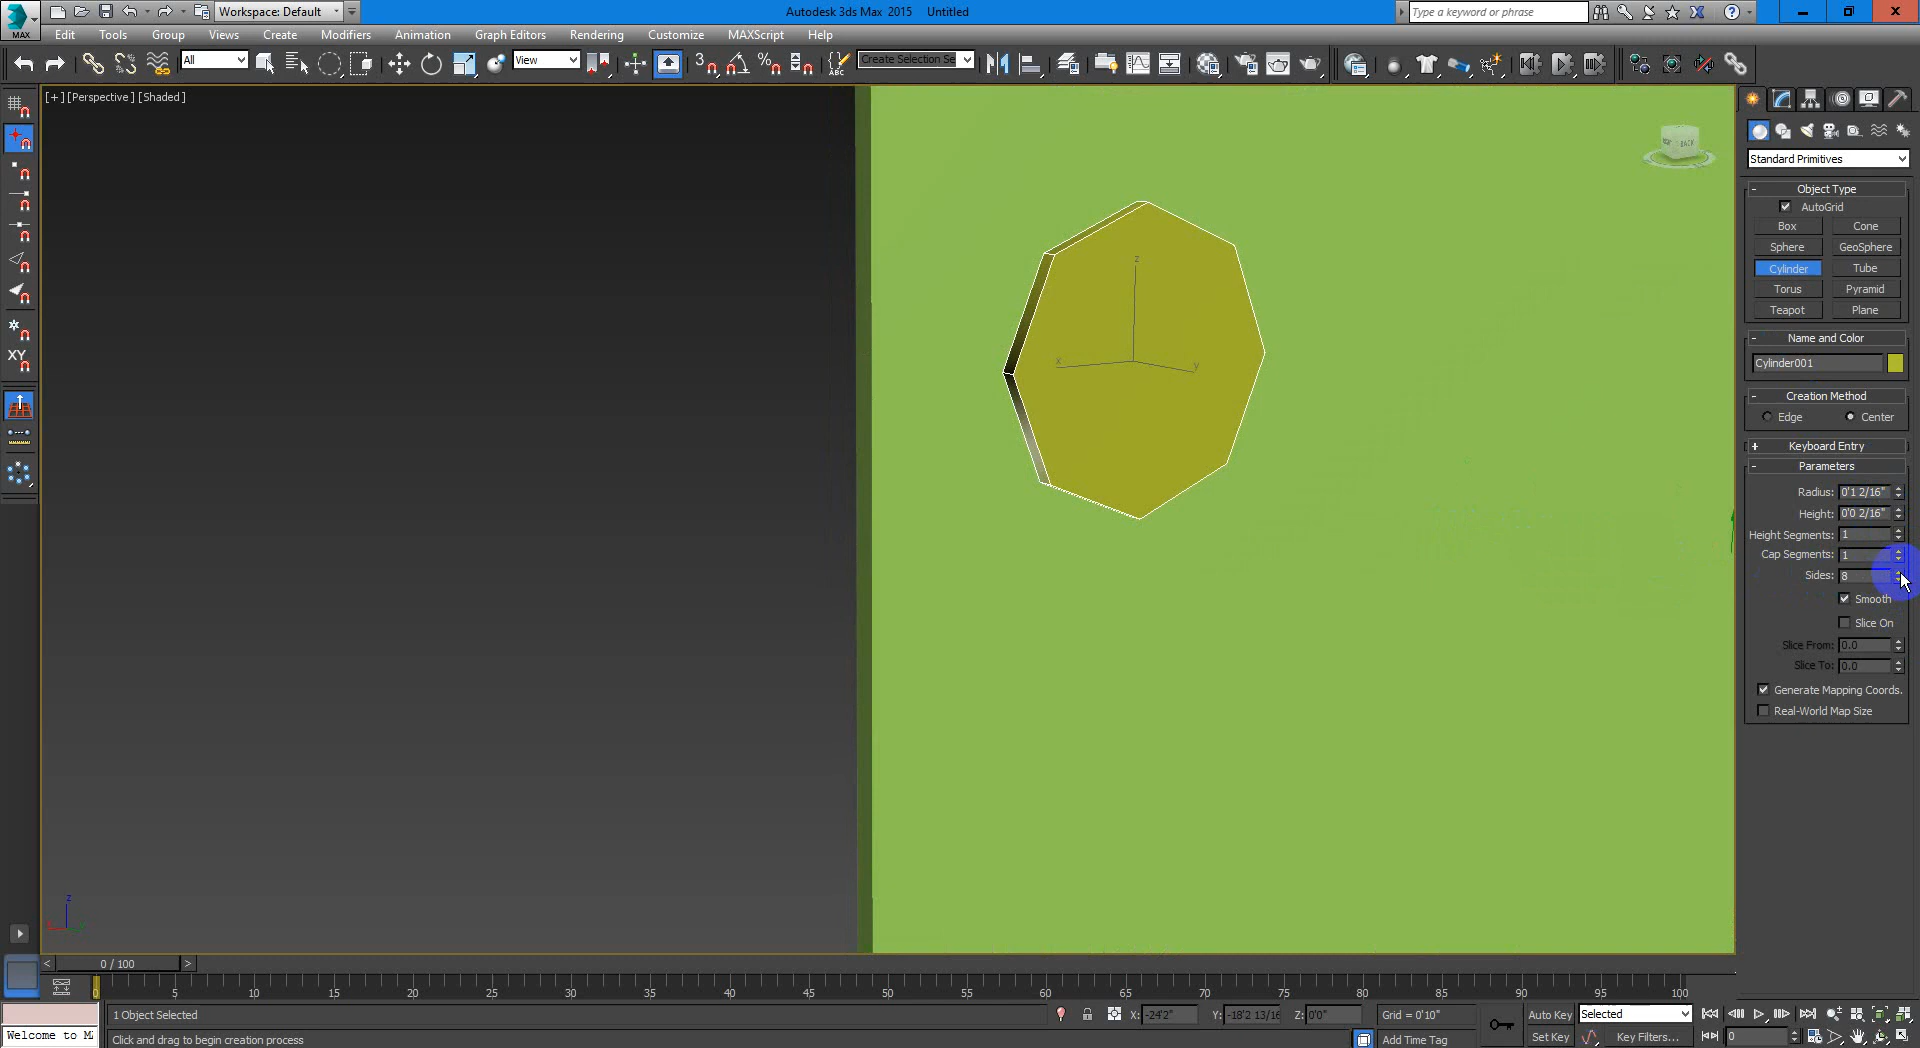 MAX
Workspace: Default
Autodesk 3ds Max 2015 Untitled
Type a keyword or phrase
Edit Tools Group Views Create Modifiers Animation Graph Editors Rendering Customize MAXScript Help
All
View
3
%
ABC
Create Selection Se
[+] [Perspective] [Shaded]
XY
BACK
z
x
y
Standard Primitives
- Object Type
AutoGrid
Box Cone
Sphere GeoSphere
Cylinder Tube
Torus Pyramid
Teapot Plane
- Name and Color
Cylinder001
- Creation Method
Edge Center
+ Keyboard Entry
- Parameters
Radius: 0'1 2/16"
Height: 0'0 2/16"
Height Segments: 1
Cap Segments: 1
Sides: 8
Smooth
Slice On
Slice From: 0.0
Slice To: 0.0
Generate Mapping Coords.
Real-World Map Size
z
< 0 / 100 >
0 5 10 15 20 25 30 35 40 45 50 55 60 65 70 75 80 85 90 95 100
1 Object Selected
X: -24'2" Y: -18'2 13/16 Z: 0'0" Grid = 0'10"
Auto Key Selected
Welcome to M
Click and drag to begin creation process
Add Time Tag
Set Key Key Filters... 0